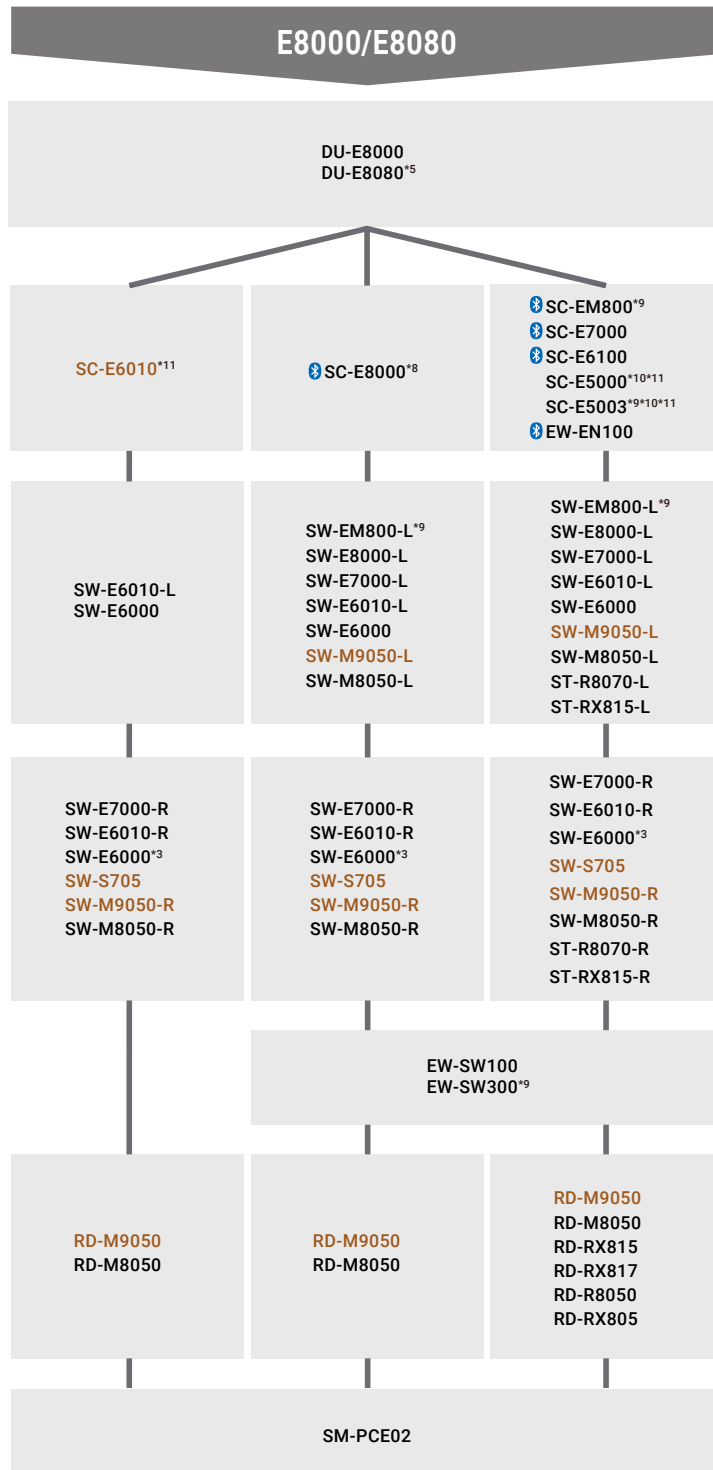 E8000/E8080
DU-E8000
DU-E8080*5
SC-E6010*11
SC-E8000*8
SC-EM800*9
SC-E7000
SC-E6100
SC-E5000*10*11
SC-E5003*9*10*11
EW-EN100
SW-E6010-L
SW-E6000
SW-EM800-L*9
SW-E8000-L
SW-E7000-L
SW-E6010-L
SW-E6000
SW-M9050-L
SW-M8050-L
SW-EM800-L*9
SW-E8000-L
SW-E7000-L
SW-E6010-L
SW-E6000
SW-M9050-L
SW-M8050-L
ST-R8070-L
ST-RX815-L
SW-E7000-R
SW-E6010-R
SW-E6000*3
SW-S705
SW-M9050-R
SW-M8050-R
SW-E7000-R
SW-E6010-R
SW-E6000*3
SW-S705
SW-M9050-R
SW-M8050-R
SW-E7000-R
SW-E6010-R
SW-E6000*3
SW-S705
SW-M9050-R
SW-M8050-R
ST-R8070-R
ST-RX815-R
EW-SW100
EW-SW300*9
RD-M9050
RD-M8050
RD-M9050
RD-M8050
RD-M9050
RD-M8050
RD-RX815
RD-RX817
RD-R8050
RD-RX805
SM-PCE02